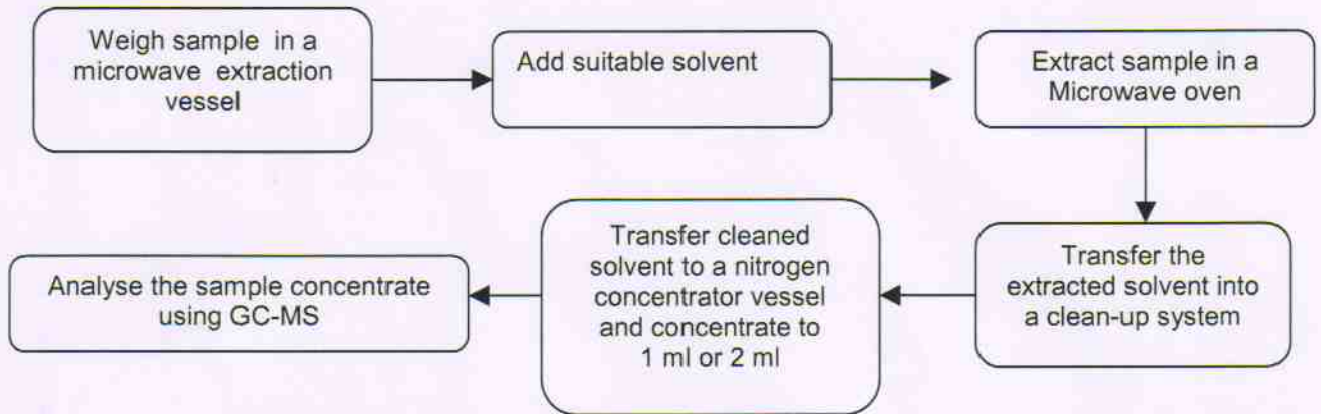 Weigh sample in a
microwave extraction
vessel
Add suitable solvent
Extract sample in a
Microwave oven
Transfer the
extracted solvent into
a clean-up system
Transfer cleaned
solvent to a nitrogen
concentrator vessel
and concentrate to
1 ml or 2 ml
Analyse the sample concentrate
using GC-MS